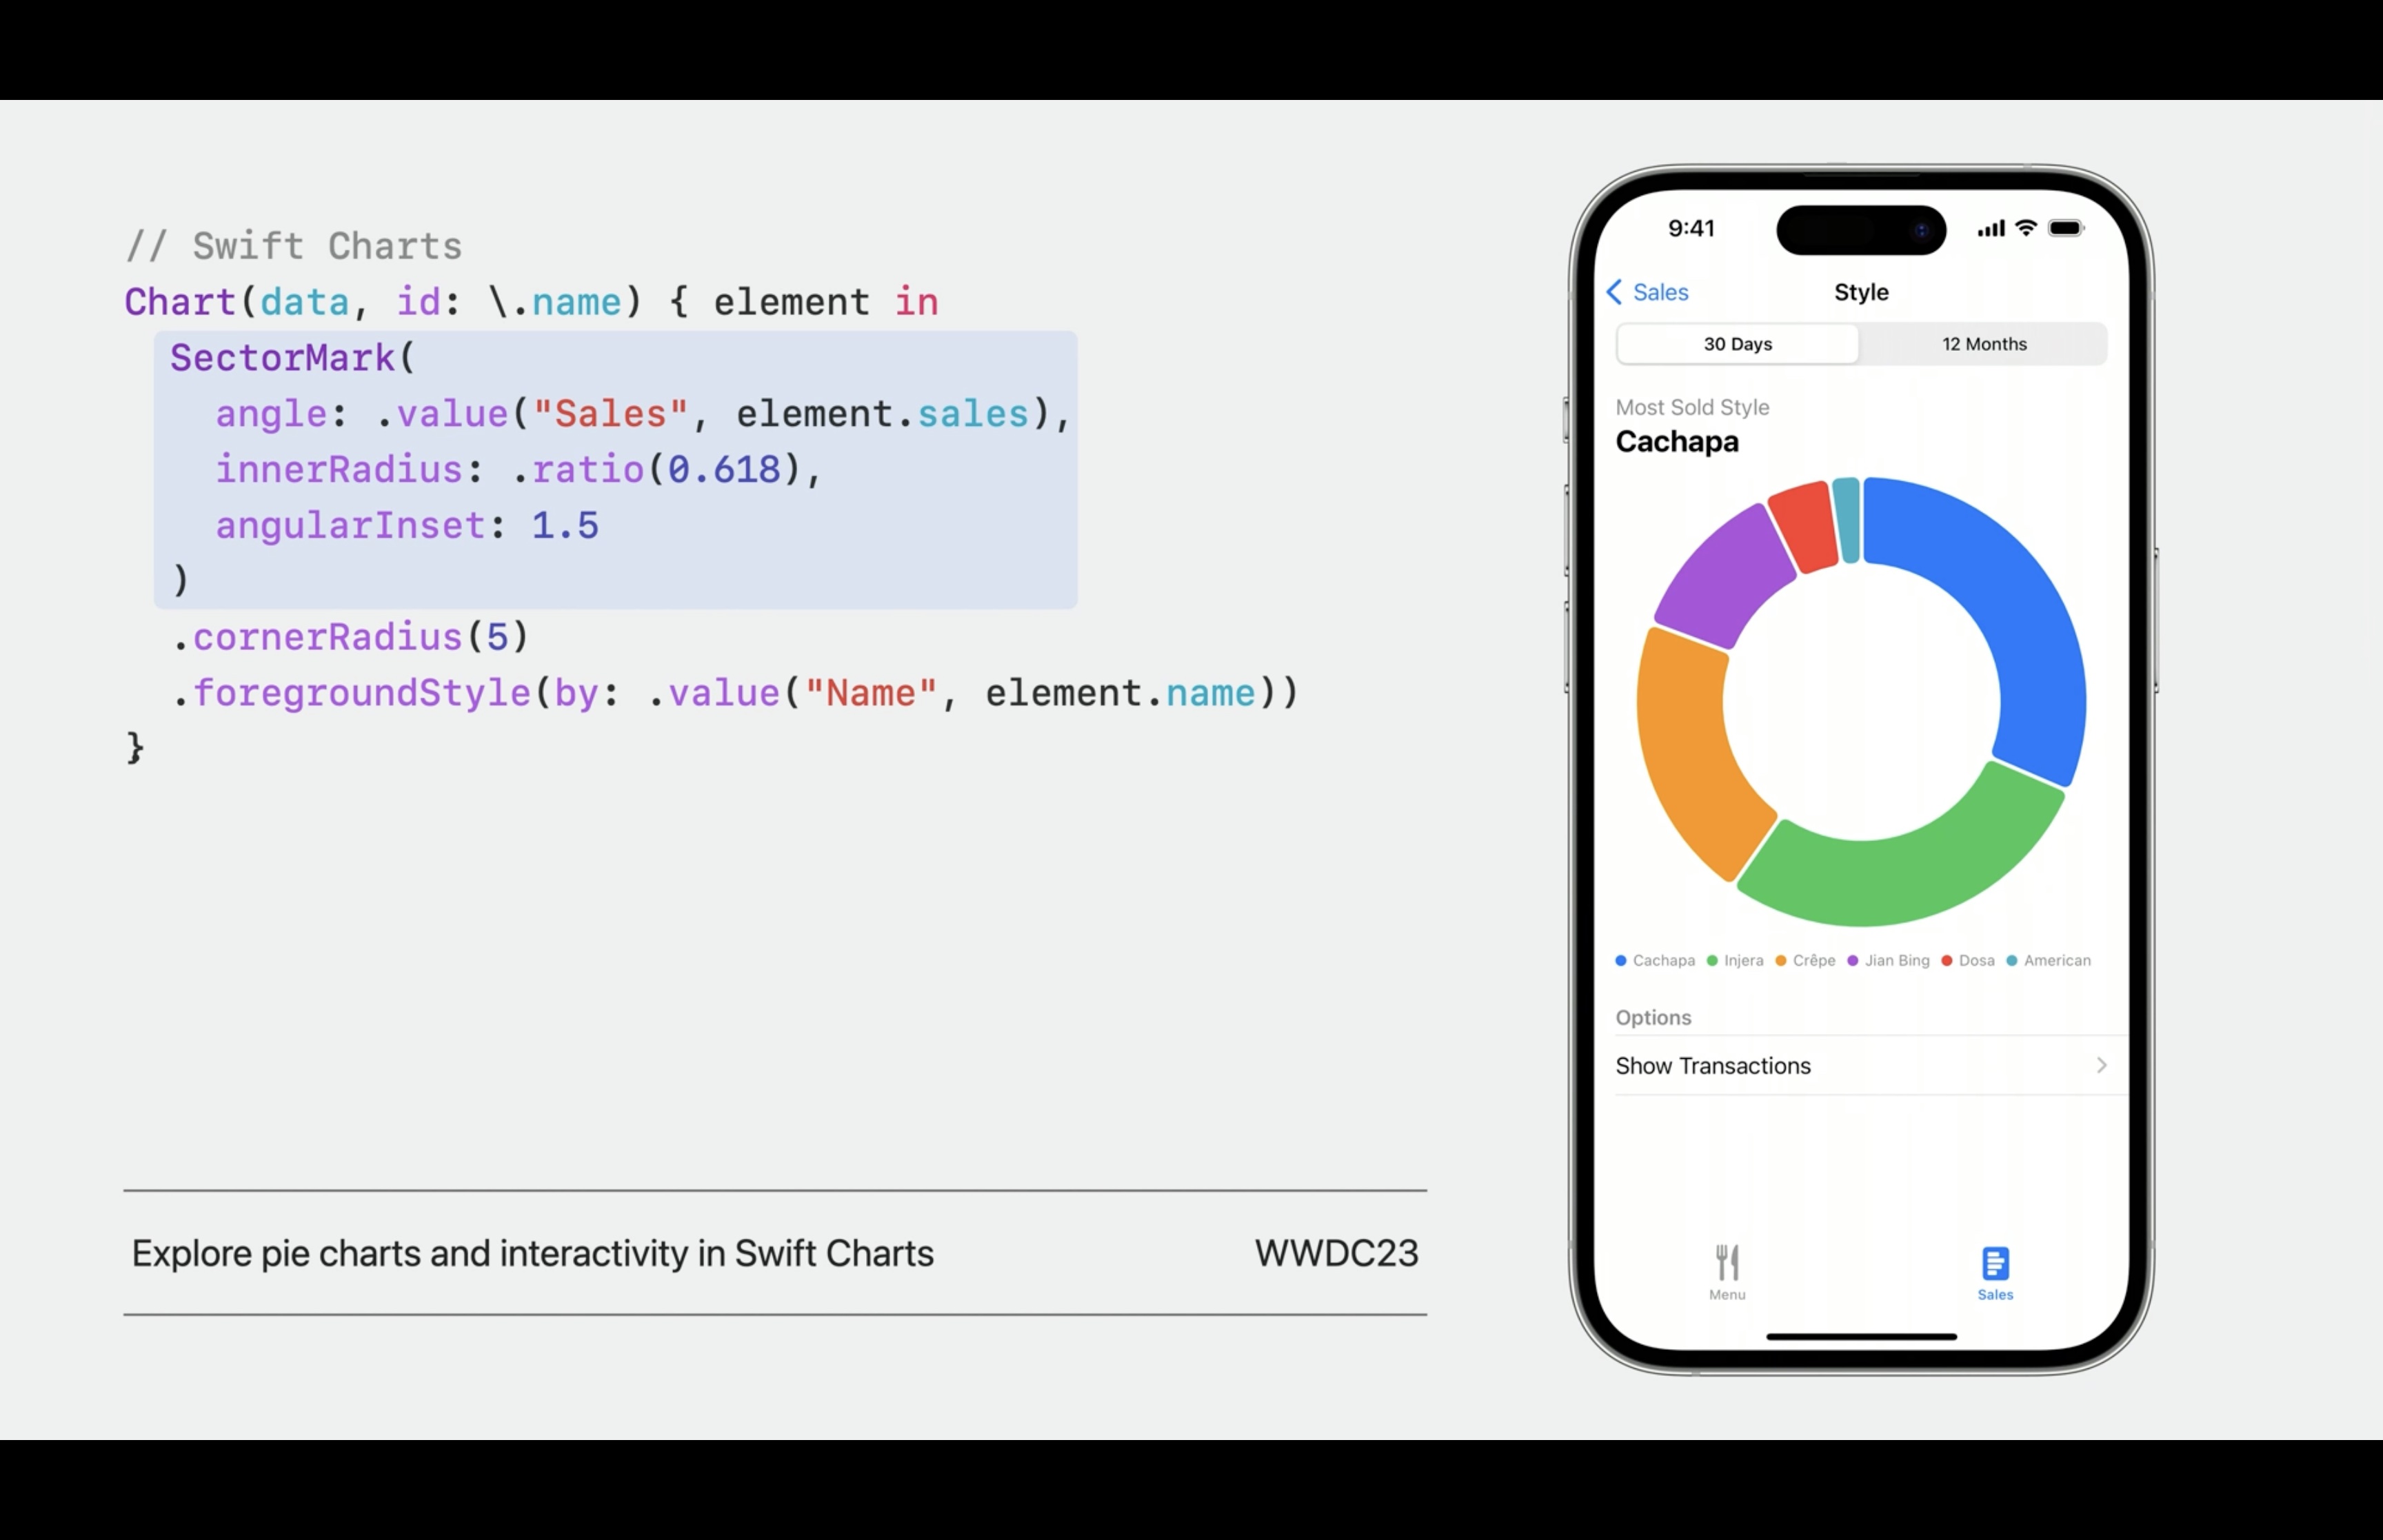 // Swift Charts
Chart(data, id: \.name) { element in
  SectorMark(
    angle: .value("Sales", element.sales),
    innerRadius: .ratio(0.618),
    angularInset: 1.5
  )
  .cornerRadius(5)
  .foregroundStyle(by: .value("Name", element.name))
}
Explore pie charts and interactivity in Swift Charts WWDC23
9:41
Sales Style
30 Days 12 Months
Most Sold Style
Cachapa
Cachapa Injera Crêpe Jian Bing Dosa American
Options
Show Transactions
Menu Sales